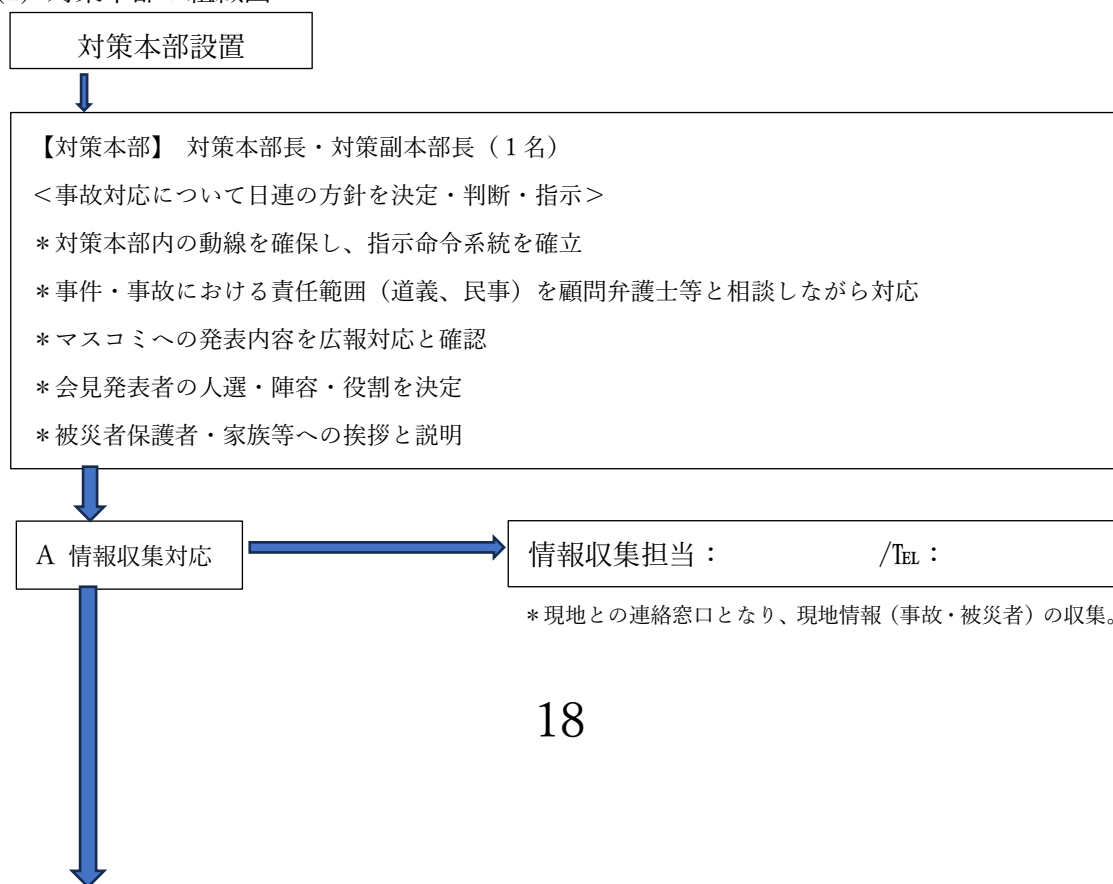 対策本部設置
【対策本部】 対策本部長・対策副本部長（１名）
＜事故対応について日連の方針を決定・判断・指示＞
＊対策本部内の動線を確保し、指示命令系統を確立
＊事件・事故における責任範囲（道義、民事）を顧問弁護士等と相談しながら対応
＊マスコミへの発表内容を広報対応と確認
＊会見発表者の人選・陣容・役割を決定
＊被災者保護者・家族等への挨拶と説明
A 情報収集対応
情報収集担当： /℡：
＊現地との連絡窓口となり、現地情報（事故・被災者）の収集。
18